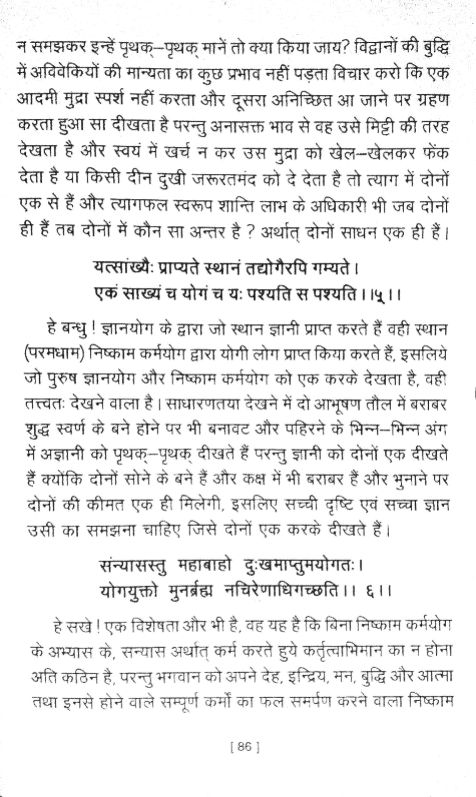 न समझकर इन्हें पृथक्–पृथक् मानें तो क्या किया जाय? विद्वानों की बुद्धि
में अविवेकियों की मान्यता का कुछ प्रभाव नहीं पड़ता विचार करो कि एक
आदमी मुद्रा स्पर्श नहीं करता और दूसरा अनिच्छित आ जाने पर ग्रहण
करता हुआ सा दीखता है परन्तु अनासक्त भाव से वह उसे मिट्टी की तरह
देखता है और स्वयं में खर्च न कर उस मुद्रा को खेल–खेलकर फेंक
देता है या किसी दीन दुखी जरूरतमंद को दे देता है तो त्याग में दोनों
एक से हैं और त्यागफल स्वरूप शान्ति लाभ के अधिकारी भी जब दोनों
ही हैं तब दोनों में कौन सा अन्तर है ? अर्थात् दोनों साधन एक ही हैं।
यत्सांख्यैः प्राप्यते स्थानं तद्योगैरपि गम्यते।
एकं साख्यं च योगं च यः पश्यति स पश्यति।।५्।।
हे बन्धु ! ज्ञानयोग के द्वारा जो स्थान ज्ञानी प्राप्त करते हैं वही स्थान
(परमधाम) निष्काम कर्मयोग द्वारा योगी लोग प्राप्त किया करते हैं, इसलिये
जो पुरुष ज्ञानयोग और निष्काम कर्मयोग को एक करके देखता है, वही
तत्त्वतः देखने वाला है। साधारणतया देखने में दो आभूषण तौल में बराबर
शुद्ध स्वर्ण के बने होने पर भी बनावट और पहिरने के भिन्न–भिन्न अंग
में अज्ञानी को पृथक्–पृथक् दीखते हैं परन्तु ज्ञानी को दोनों एक दीखते
हैं क्योंकि दोनों सोने के बने हैं और कक्ष में भी बराबर हैं और भुनाने पर
दोनों की कीमत एक ही मिलेगी, इसलिए सच्ची दृष्टि एवं सच्चा ज्ञान
उसी का समझना चाहिए जिसे दोनों एक करके दीखते हैं।
संन्यासस्तु महाबाहो दुःखमाप्तुमयोगतः।
योगयुक्तो मुनर्ब्रह्म नचिरेणाधिगच्छति।। ६।।
हे सखे ! एक विशेषता और भी है, वह यह है कि बिना निष्काम कर्मयोग
के अभ्यास के, सन्यास अर्थात् कर्म करते हुये कर्तृत्वाभिमान का न होना
अति कठिन है, परन्तु भगवान को अपने देह, इन्द्रिय, मन, बुद्धि और आत्मा
तथा इनसे होने वाले सम्पूर्ण कर्मों का फल समर्पण करने वाला निष्काम
[ 86 ]